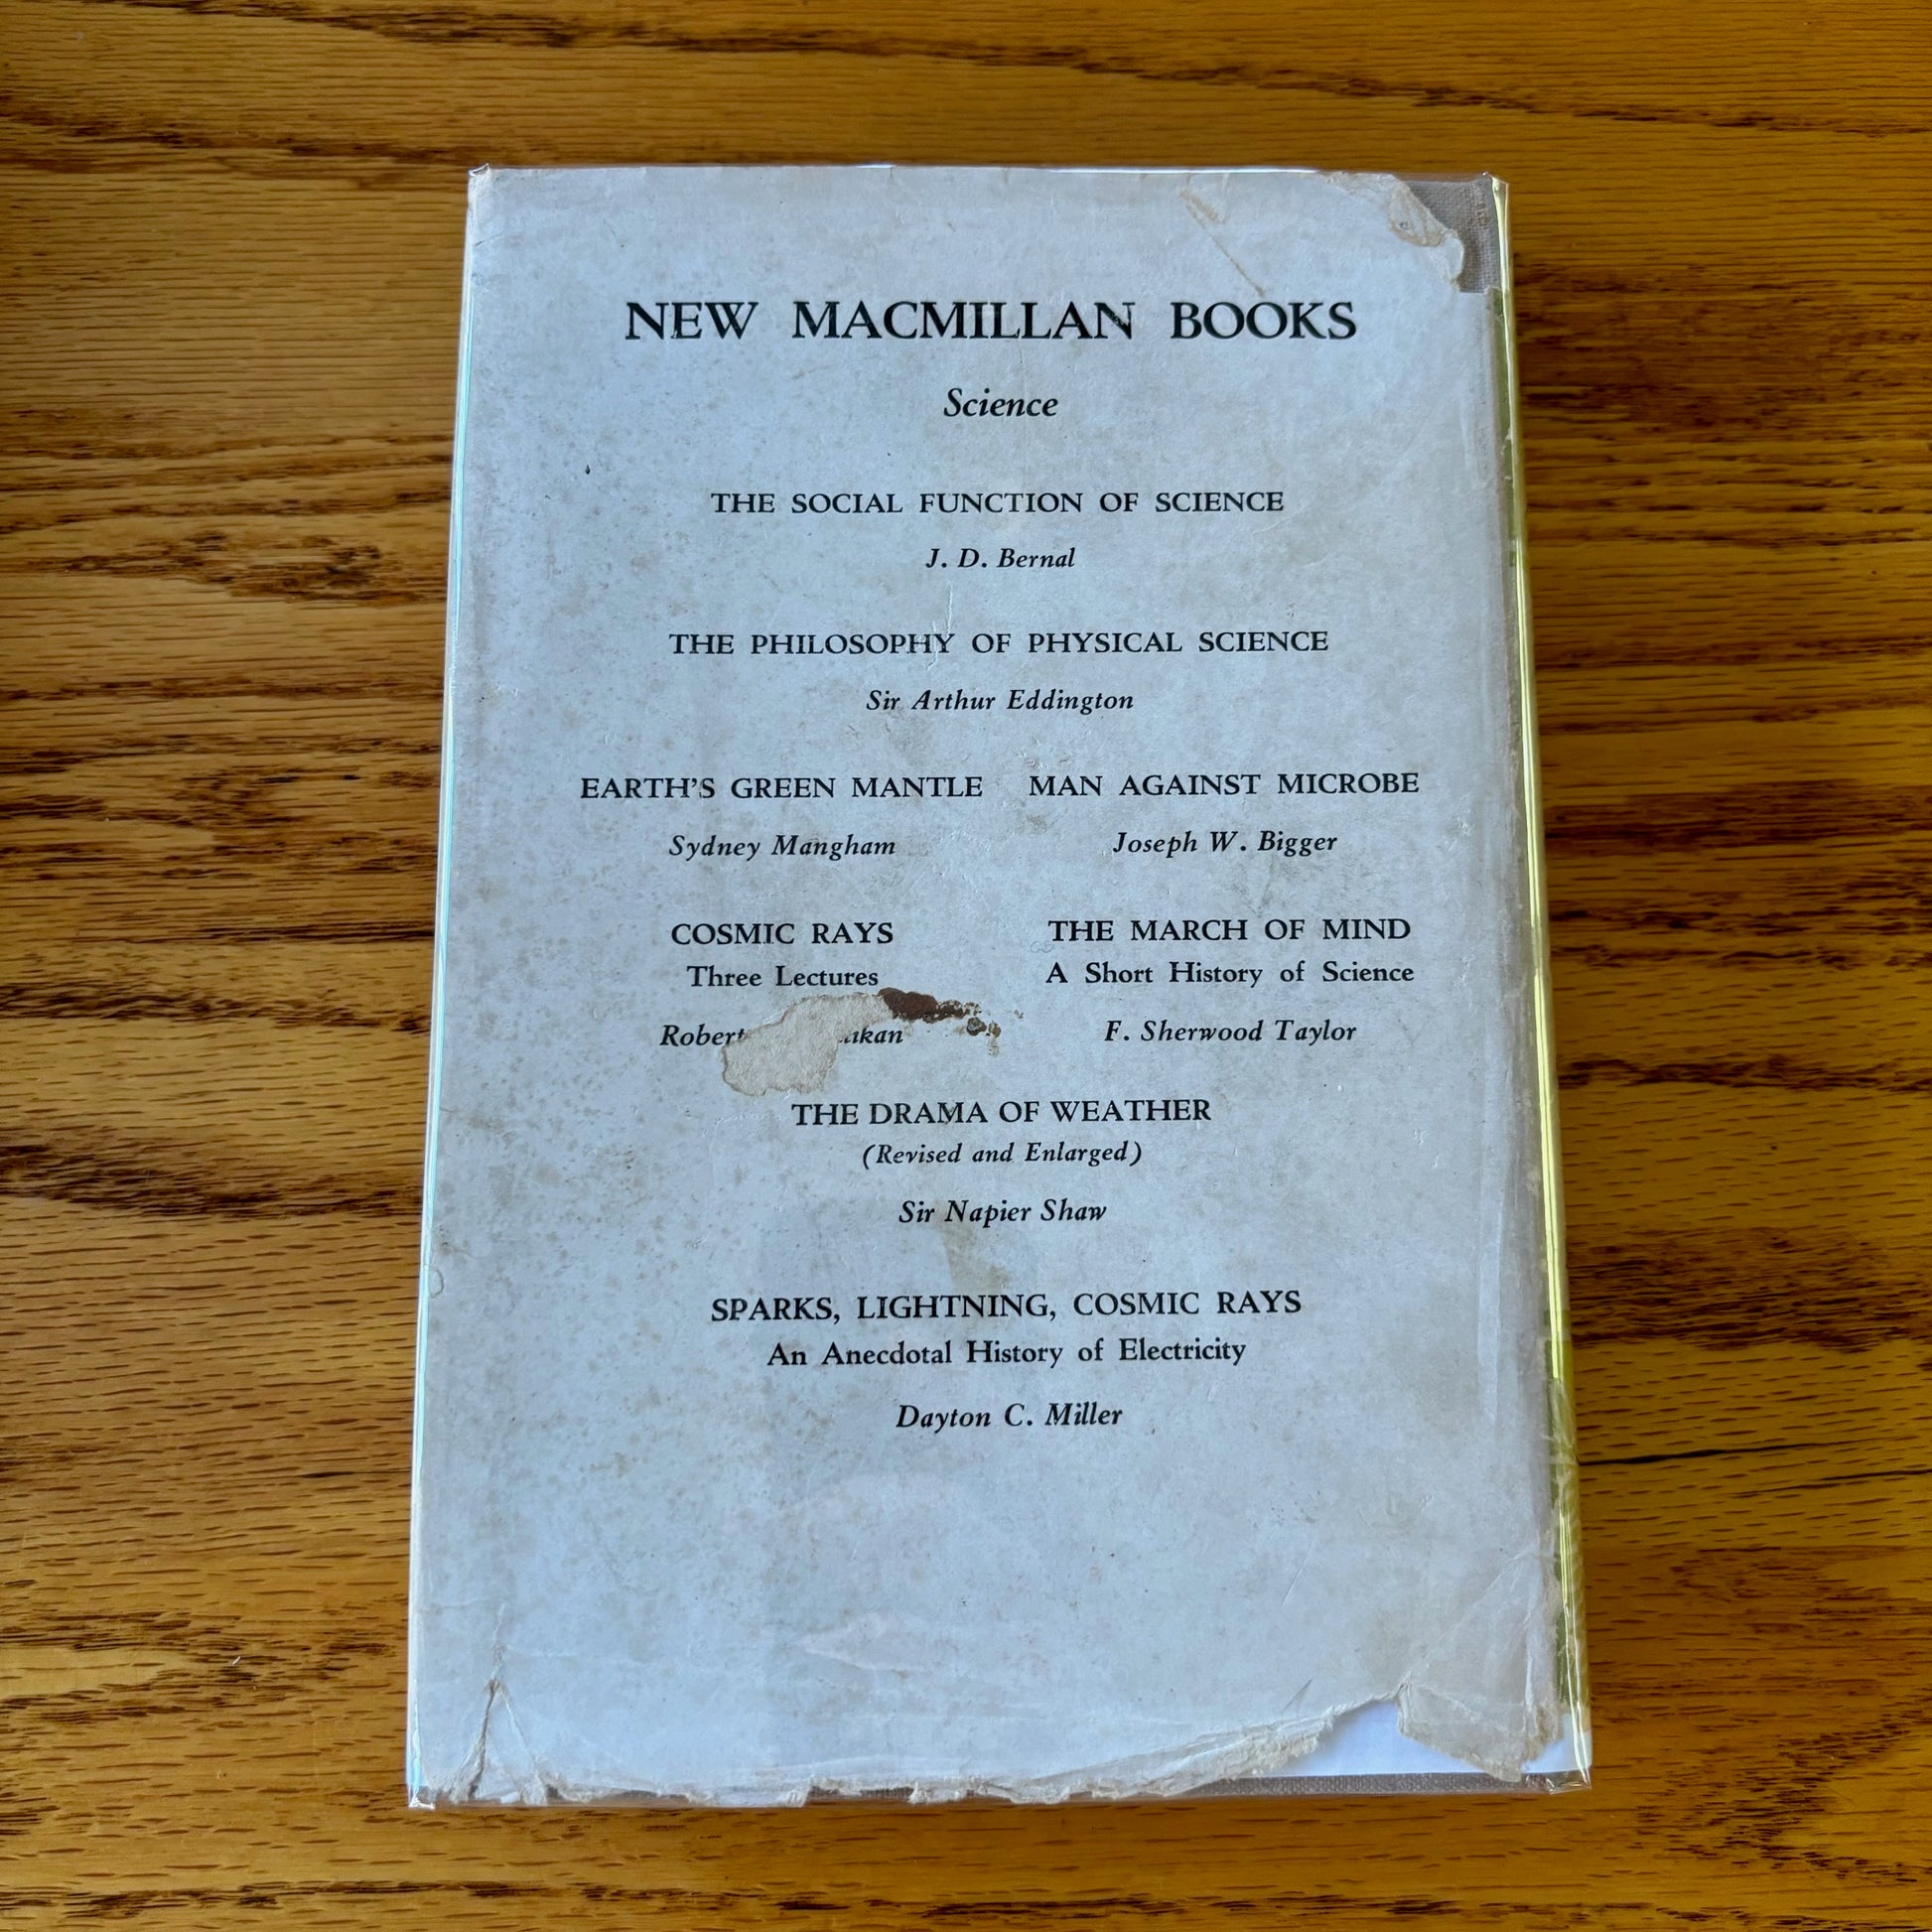 NEW MACMILLAN BOOKS
Science
THE SOCIAL FUNCTION OF SCIENCE
J. D. Bernal
THE PHILOSOPHY OF PHYSICAL SCIENCE
Sir Arthur Eddington
EARTH'S GREEN MANTLE
Sydney Mangham
MAN AGAINST MICROBE
Joseph W. Bigger
COSMIC RAYS
Three Lectures
Robert
THE MARCH OF MIND
A Short History of Science
F. Sherwood Taylor
THE DRAMA OF WEATHER
(Revised and Enlarged)
Sir Napier Shaw
SPARKS, LIGHTNING, COSMIC RAYS
An Anecdotal History of Electricity
Dayton C. Miller